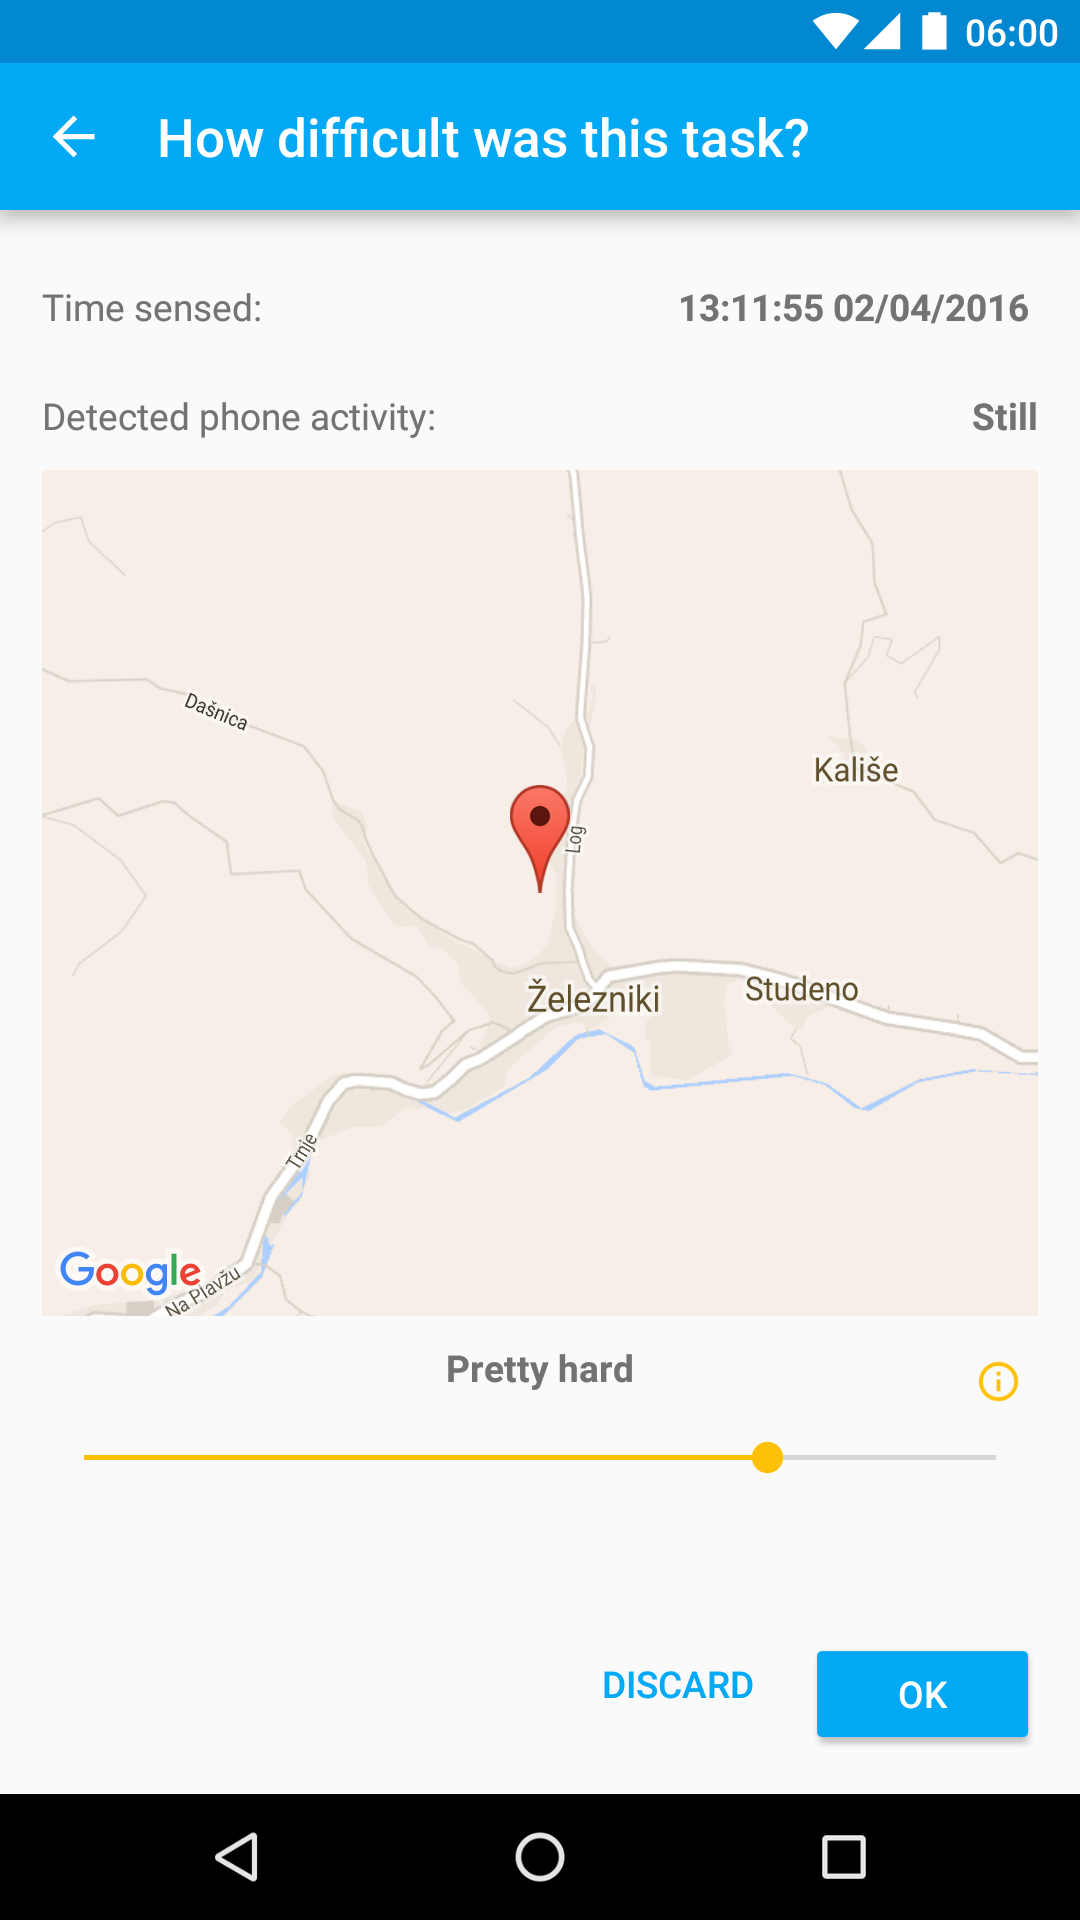 06:00
How difficult was this task?
Time sensed: 13:11:55 02/04/2016
Detected phone activity: Still
Dašnica
Kališe
Log
Železniki
Studeno
Trnje
Google
Na Plavžu
Pretty hard
DISCARD
OK